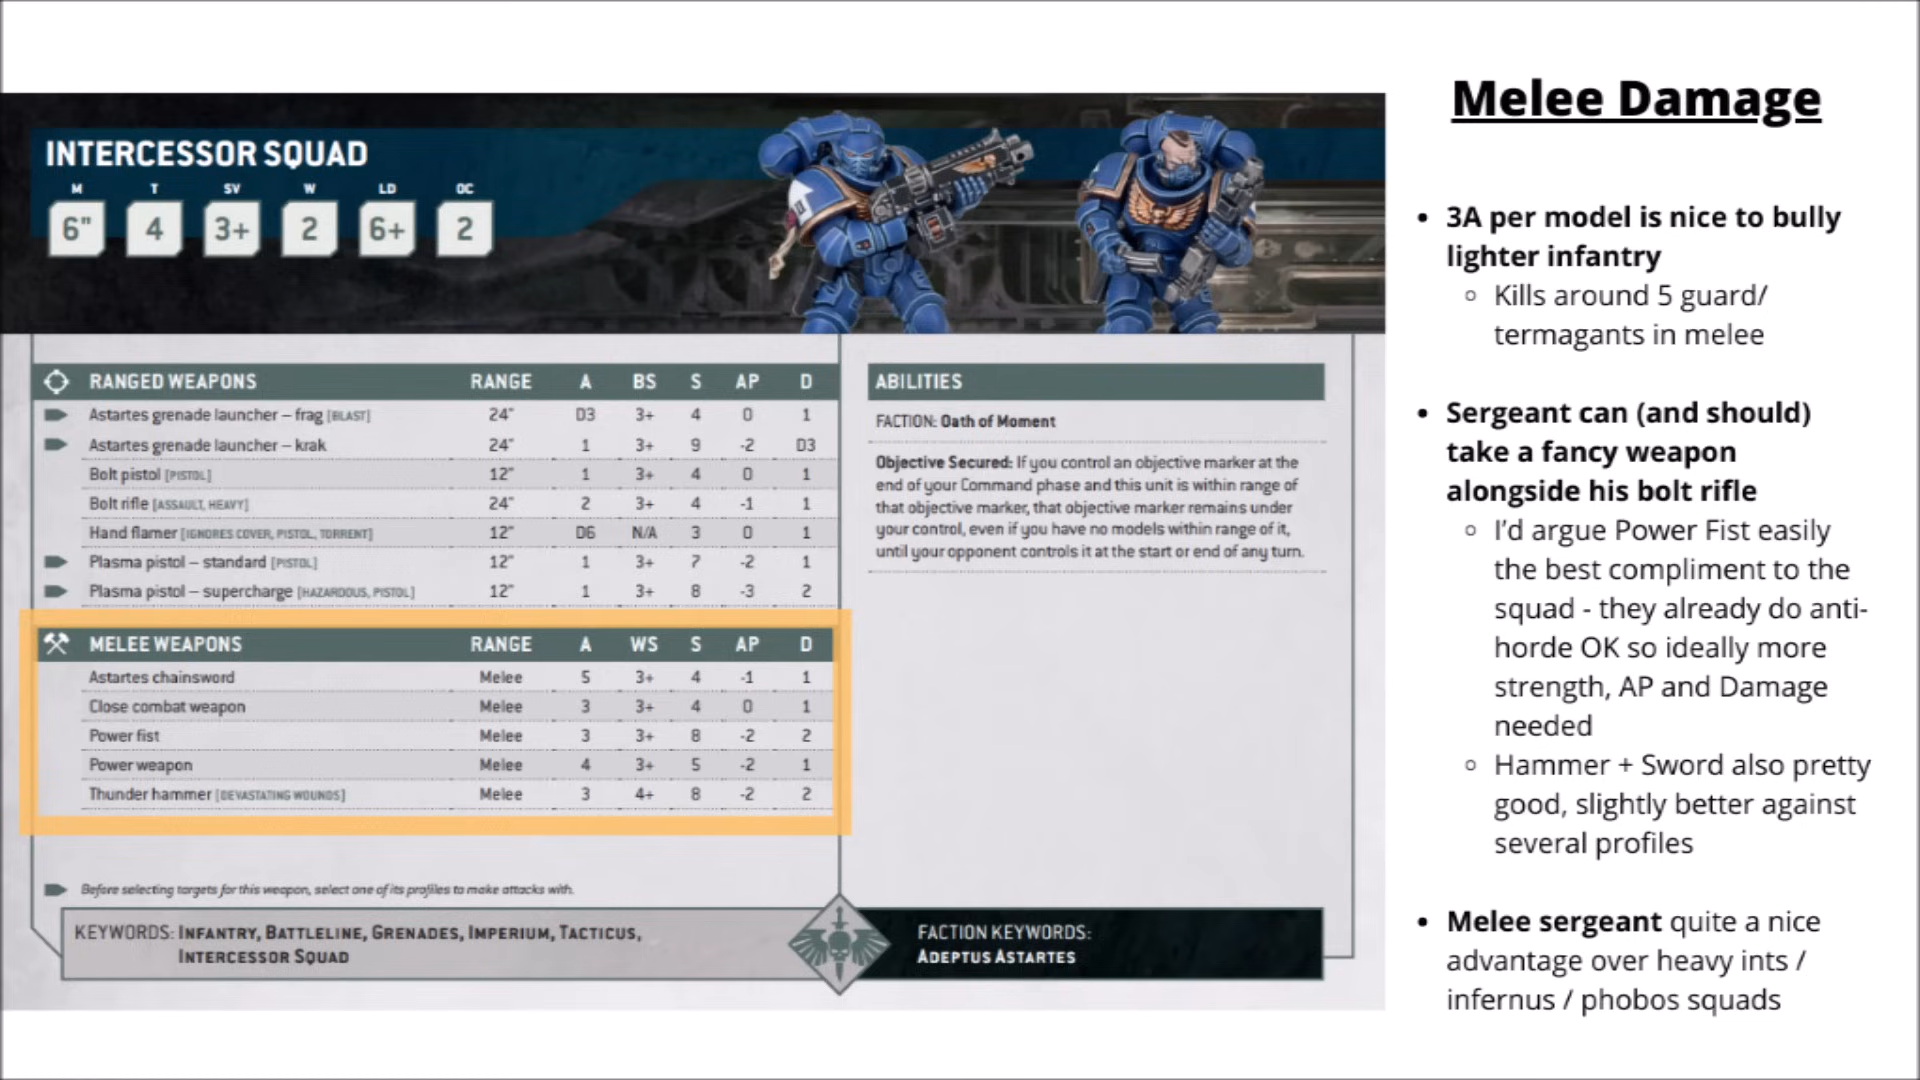 INTERCESSOR SQUAD
M T SV W LD OC
6" 4 3+ 2 6+ 2
RANGED WEAPONS RANGE A BS S AP D
Astartes grenade launcher – frag [BLAST] 24" D3 3+ 4 0 1
Astartes grenade launcher – krak 24" 1 3+ 9 -2 D3
Bolt pistol [PISTOL] 12" 1 3+ 4 0 1
Bolt rifle [ASSAULT, HEAVY] 24" 2 3+ 4 -1 1
Hand flamer [IGNORES COVER, PISTOL, TORRENT] 12" D6 N/A 3 0 1
Plasma pistol – standard [PISTOL] 12" 1 3+ 7 -2 1
Plasma pistol – supercharge [HAZARDOUS, PISTOL] 12" 1 3+ 8 -3 2
MELEE WEAPONS RANGE A WS S AP D
Astartes chainsword Melee 5 3+ 4 -1 1
Close combat weapon Melee 3 3+ 4 0 1
Power fist Melee 3 3+ 8 -2 2
Power weapon Melee 4 3+ 5 -2 1
Thunder hammer [DEVASTATING WOUNDS] Melee 3 4+ 8 -2 2
Before selecting targets for this weapon, select one of its profiles to make attacks with.
ABILITIES
FACTION: Oath of Moment
Objective Secured: If you control an objective marker at the
end of your Command phase and this unit is within range of
that objective marker, that objective marker remains under
your control, even if you have no models within range of it,
until your opponent controls it at the start or end of any turn.
KEYWORDS: INFANTRY, BATTLELINE, GRENADES, IMPERIUM, TACTICUS,
INTERCESSOR SQUAD
FACTION KEYWORDS:
ADEPTUS ASTARTES
Melee Damage
• 3A per model is nice to bully
lighter infantry
◦ Kills around 5 guard/
termagants in melee
• Sergeant can (and should)
take a fancy weapon
alongside his bolt rifle
◦ I’d argue Power Fist easily
the best compliment to the
squad - they already do anti-
horde OK so ideally more
strength, AP and Damage
needed
◦ Hammer + Sword also pretty
good, slightly better against
several profiles
• Melee sergeant quite a nice
advantage over heavy ints /
infernus / phobos squads